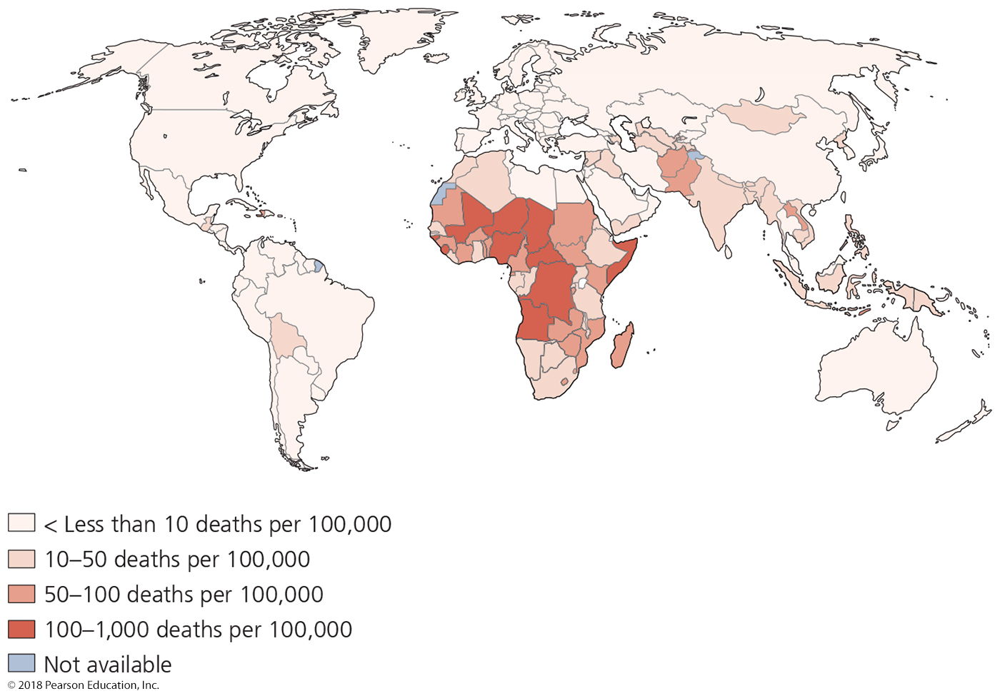 < Less than 10 deaths per 100,000
10–50 deaths per 100,000
50–100 deaths per 100,000
100–1,000 deaths per 100,000
Not available
© 2018 Pearson Education, Inc.